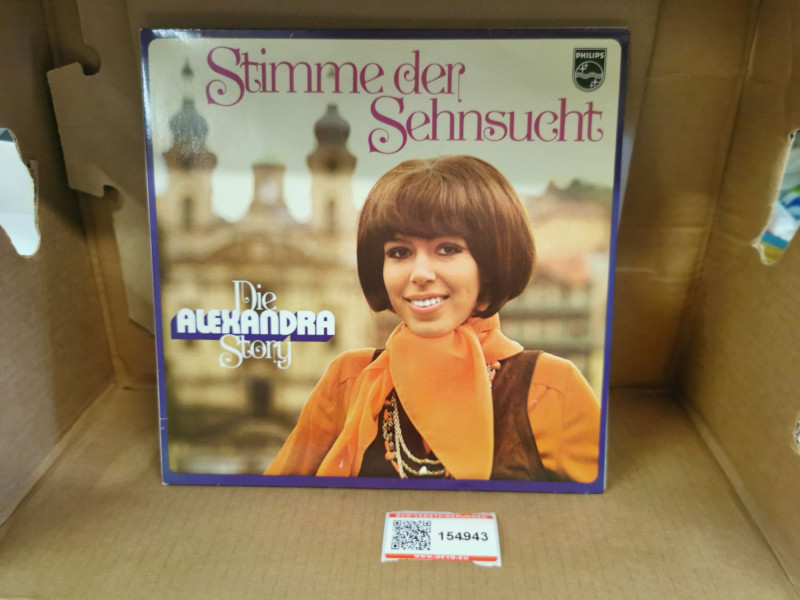 Stimme der
Sehnsucht
PHILIPS
Die
ALEXANDRA
Story
154943